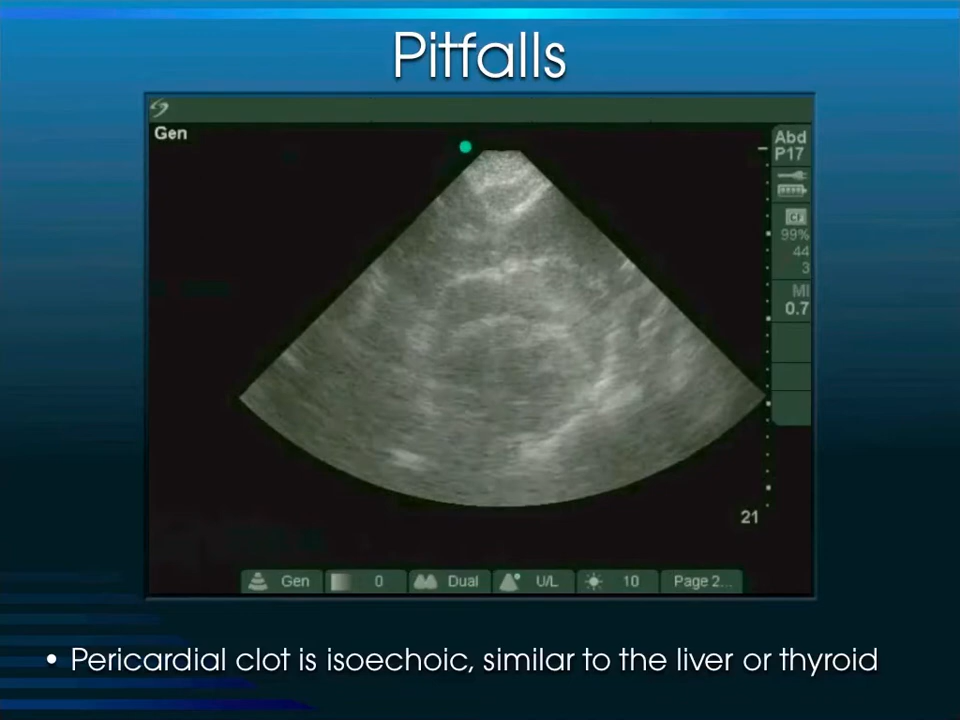 Pitfalls
Gen
Abd
P17
CF
99%
44
3
MI
0.7
21
Gen
0
Dual
U/L
10
Page 2...
• Pericardial clot is isoechoic, similar to the liver or thyroid